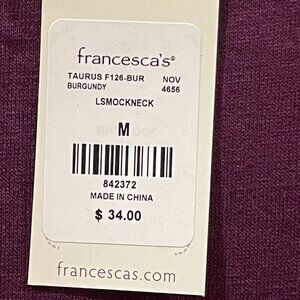 francesca's®
TAURUS F126-BUR NOV
BURGUNDY 4656
LSMOCKNECK
M
842372
MADE IN CHINA
$ 34.00
francescas.com